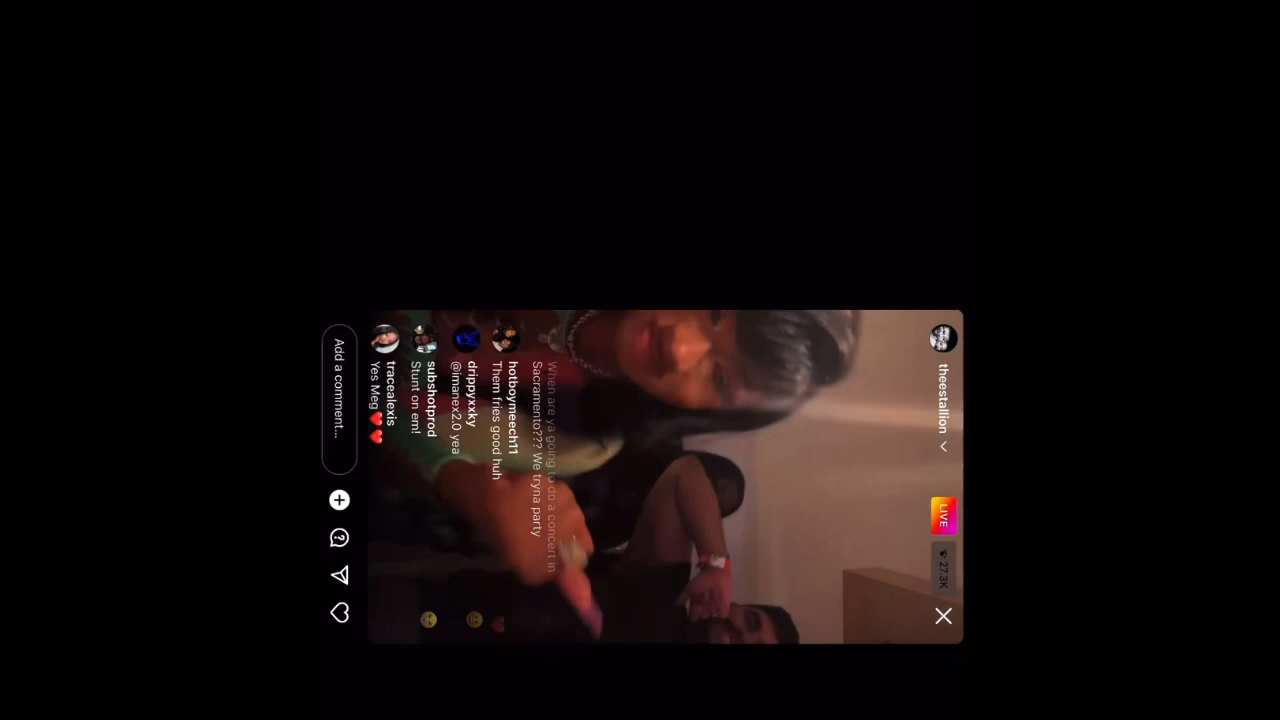 theestallion
LIVE
27.3K
When are ya going to do a concert in
Sacramento??? We tryna party
hotboymeech11
Them fries good huh
drippyxxky
@imanex2.0 yea
subshotprod
Stunt on em!
tracealexis
Yes Meg❤️❤️
Add a comment...